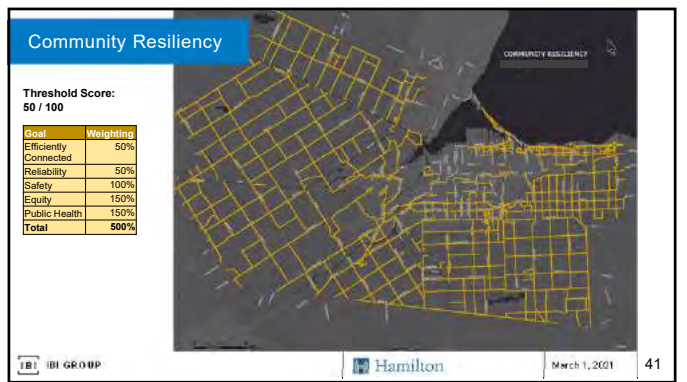 Community Resiliency
COMMUNITY RESILIENCY
Threshold Score:
50 / 100
Goal Weighting
Efficiently Connected 50%
Reliability 50%
Safety 100%
Equity 150%
Public Health 150%
Total 500%
IBI IBI GROUP
Hamilton
March 1, 2021
41